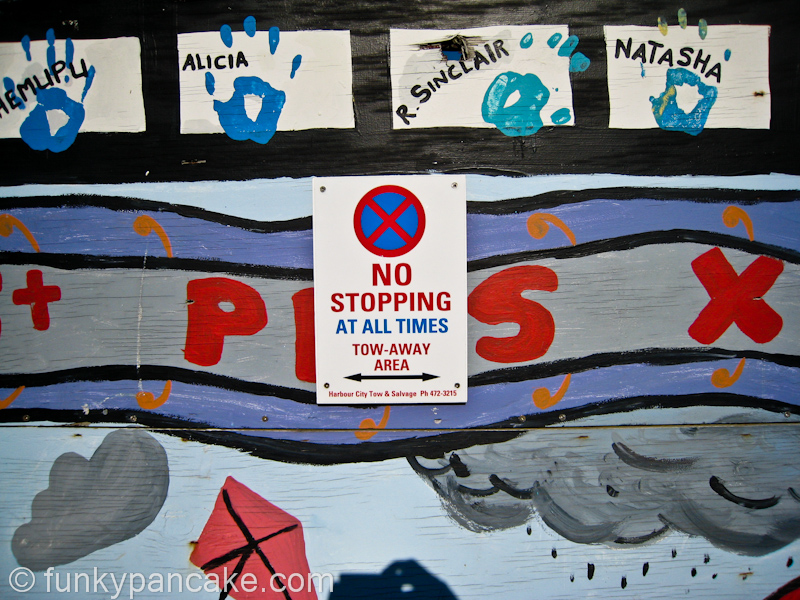 HEMUPU
ALICIA
R. SINCLAIR
NATASHA
NO
STOPPING
AT ALL TIMES
TOW-AWAY
AREA
Harbour City Tow & Salvage Ph 472-3215
+ P S X
© funkypancake.com